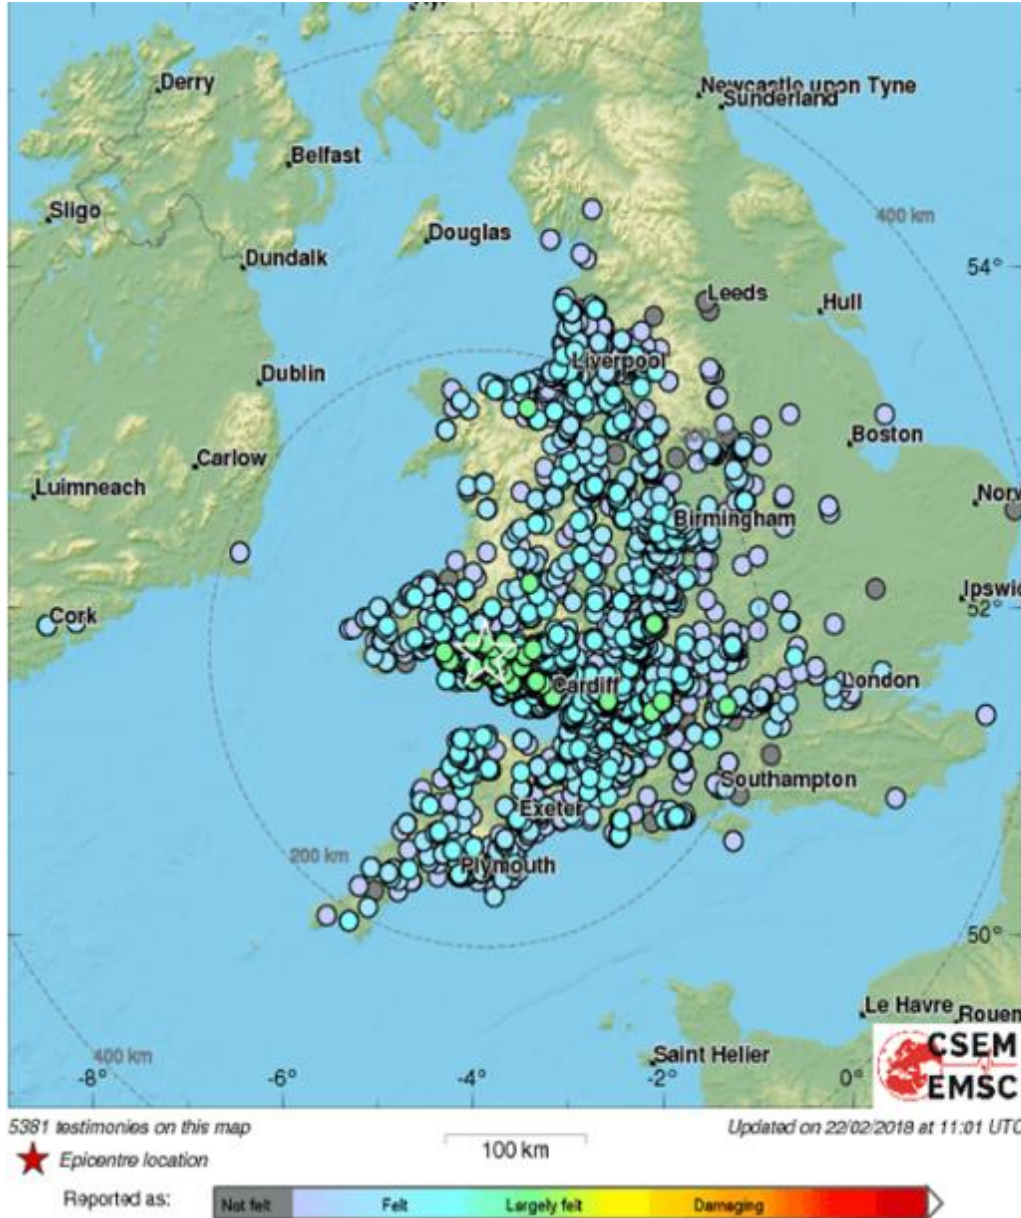 Derry
Newcastle upon Tyne
Sunderland
Belfast
Sligo
400 km
Douglas
Dundalk
54°
Leeds
Hull
Liverpool
Dublin
Boston
Carlow
Luimneach
Norw
Birmingham
Ipswic
52°
Cork
Cardiff
London
Southampton
Exeter
200 km
Plymouth
50°
Le Havre
Rouen
CSEM
EMSC
Saint Helier
400 km
-8°
-6°
-4°
-2°
0°
5381 testimonies on this map
Updated on 22/02/2018 at 11:01 UTC
100 km
Epicentre location
Reported as:
Not felt
Felt
Largely felt
Damaging